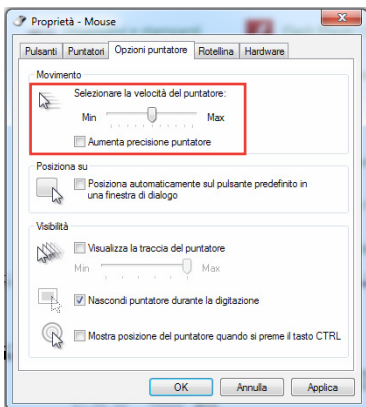 Proprietà - Mouse
Pulsanti Puntatori Opzioni puntatore Rotellina Hardware
Movimento
Selezionare la velocità del puntatore:
Min Max
Aumenta precisione puntatore
Posiziona su
Posiziona automaticamente sul pulsante predefinito in
una finestra di dialogo
Visibilità
Visualizza la traccia del puntatore
Min Max
Nascondi puntatore durante la digitazione
Mostra posizione del puntatore quando si preme il tasto CTRL
OK Annulla Applica